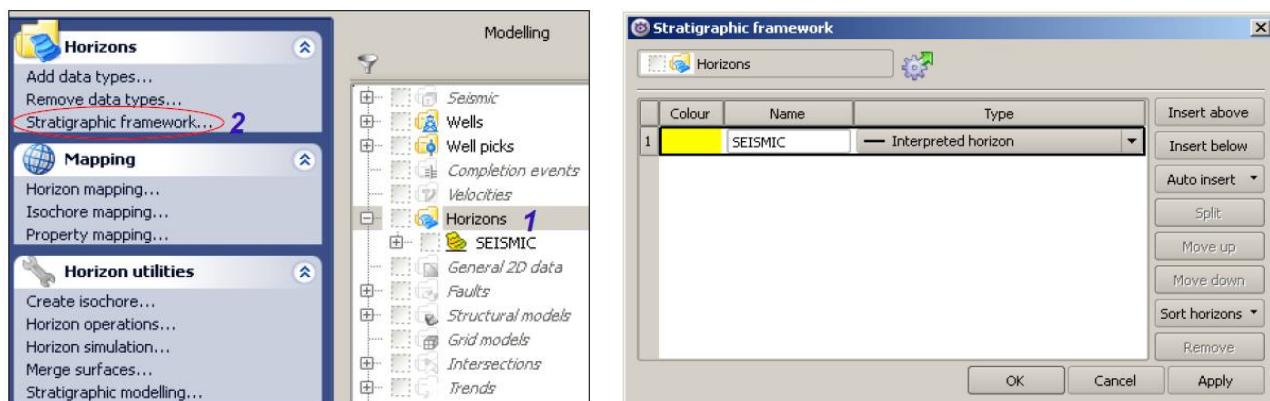 Horizons
Add data types...
Remove data types...
Stratigraphic framework... 2
Mapping
Horizon mapping...
Isochore mapping...
Property mapping...
Horizon utilities
Create isochore...
Horizon operations...
Horizon simulation...
Merge surfaces...
Stratigraphic modelling...
Modelling
Seismic
Wells
Well picks
Completion events
Velocities
Horizons 1
SEISMIC
General 2D data
Faults
Structural models
Grid models
Intersections
Trends
Stratigraphic framework
Horizons
Colour Name Type
1 SEISMIC Interpreted horizon
Insert above
Insert below
Auto insert
Split
Move up
Move down
Sort horizons
Remove
OK Cancel Apply